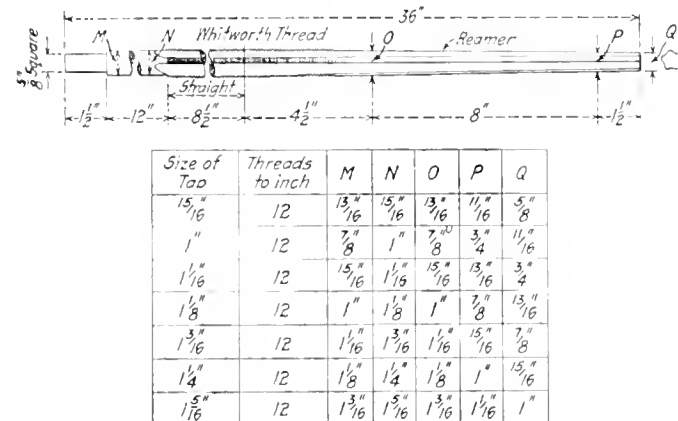 36"
M N Whitworth Thread O Reamer P Q
5/8" Square
Straight
1 1/2" 12" 8 1/2" 4 1/2" 8" 1 1/2"
Size of Tap Threads to inch M N O P Q
15/16" 12 13/16" 15/16" 13/16" 11/16" 5/8"
1" 12 7/8" 1" 7/8" 3/4" 11/16"
1 1/16" 12 15/16" 1 1/16" 15/16" 13/16" 3/4"
1 1/8" 12 1" 1 1/8" 1" 7/8" 13/16"
1 3/16" 12 1 1/16" 1 3/16" 1 1/16" 15/16" 7/8"
1 1/4" 12 1 1/8" 1 1/4" 1 1/8" 1" 15/16"
1 5/16" 12 1 3/16" 1 5/16" 1 3/16" 1 1/16" 1"